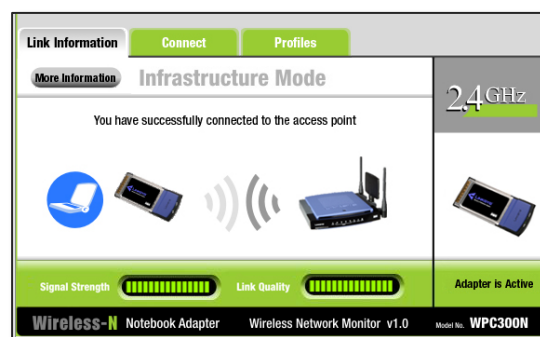 Link Information
Connect
Profiles
More Information
Infrastructure Mode
2.4GHz
You have successfully connected to the access point
Signal Strength
Link Quality
Adapter is Active
Wireless-N Notebook Adapter Wireless Network Monitor v1.0 Model No. WPC300N